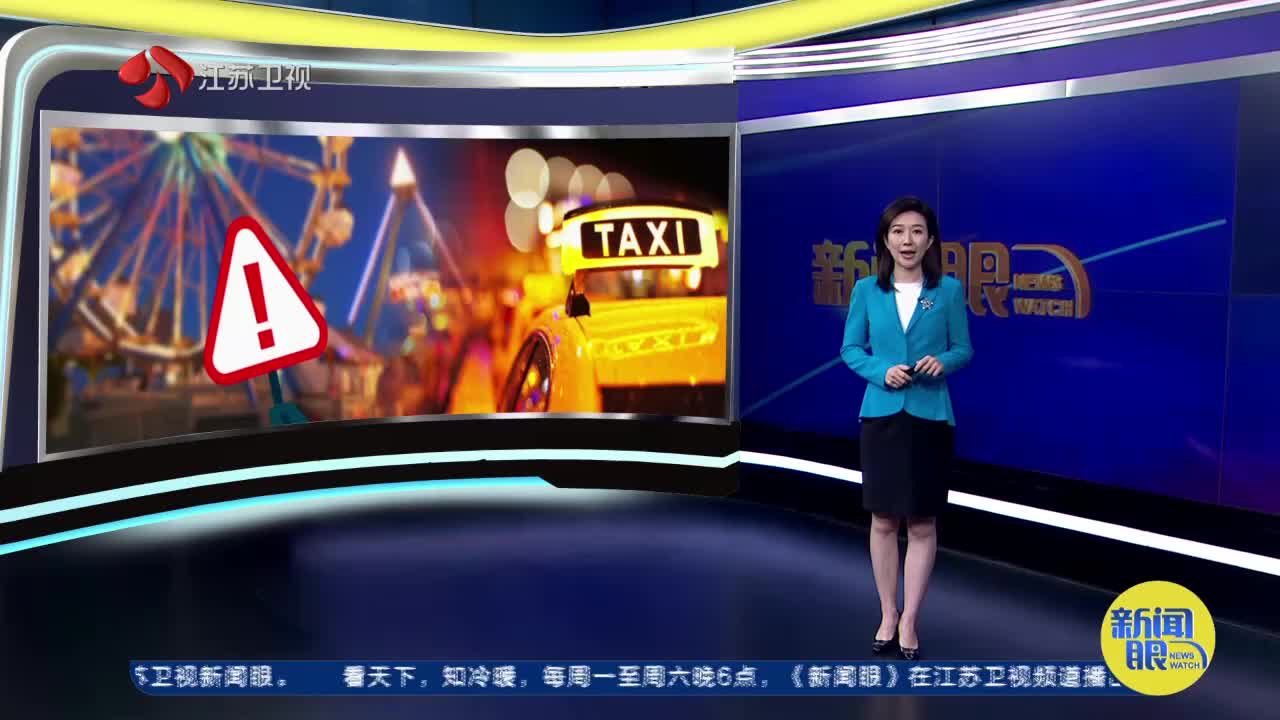 江苏卫视
TAXI
新闻眼
NEWS
WATCH
新闻眼
NEWS
WATCH
卫视新闻眼。 看天下，知冷暖，每周一至周六晚6点，《新闻眼》在江苏卫视频道播